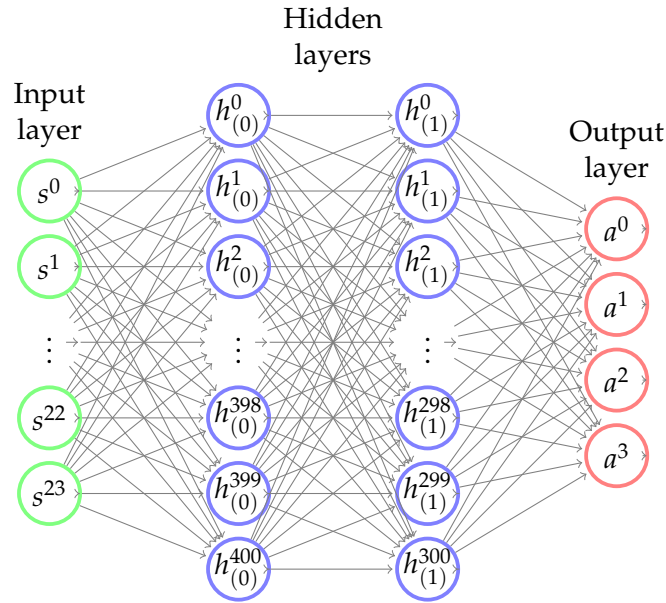 Hidden
layers
Input
layer
Output
layer
s^0
s^1
⋮
s^22
s^23
h^0_(0)
h^1_(0)
h^2_(0)
⋮
h^398_(0)
h^399_(0)
h^400_(0)
h^0_(1)
h^1_(1)
h^2_(1)
⋮
h^298_(1)
h^299_(1)
h^300_(1)
a^0
a^1
a^2
a^3